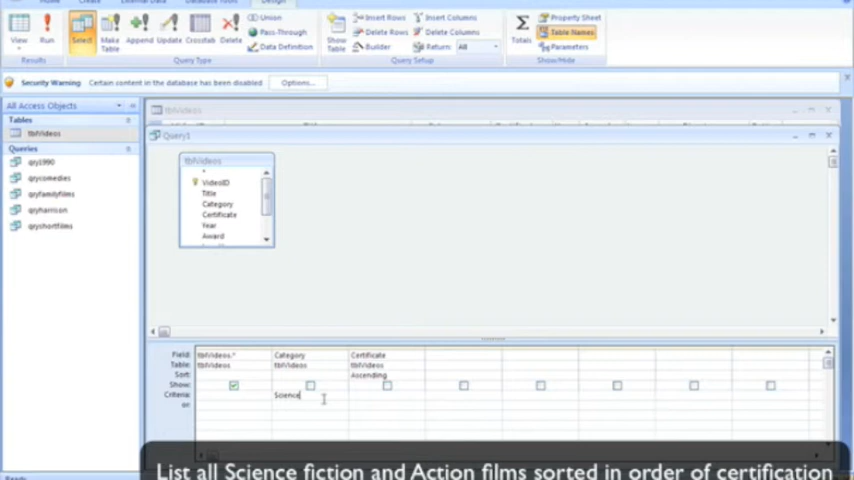 Home Create External Data Database Tools Design
View Run Select Make Table Append Update Crosstab Delete
Union
Pass-Through
Data Definition
Show Table
Insert Rows
Delete Rows
Builder
Insert Columns
Delete Columns
Return: All
Totals
Property Sheet
Table Names
Parameters
Results Query Type Query Setup Show/Hide
Security Warning Certain content in the database has been disabled Options...
All Access Objects
Tables
tblVideos
Queries
qry1990
qrycomedies
qryfamilyfilms
qryharrison
qryshortfilms
tblVideos
Query1
tblVideos
*
VideoID
Title
Category
Certificate
Year
Award
Field: tblVideos.* Category Certificate
Table: tblVideos tblVideos tblVideos
Sort: Ascending
Show:
Criteria: Science
or:
List all Science fiction and Action films sorted in order of certification
Ready